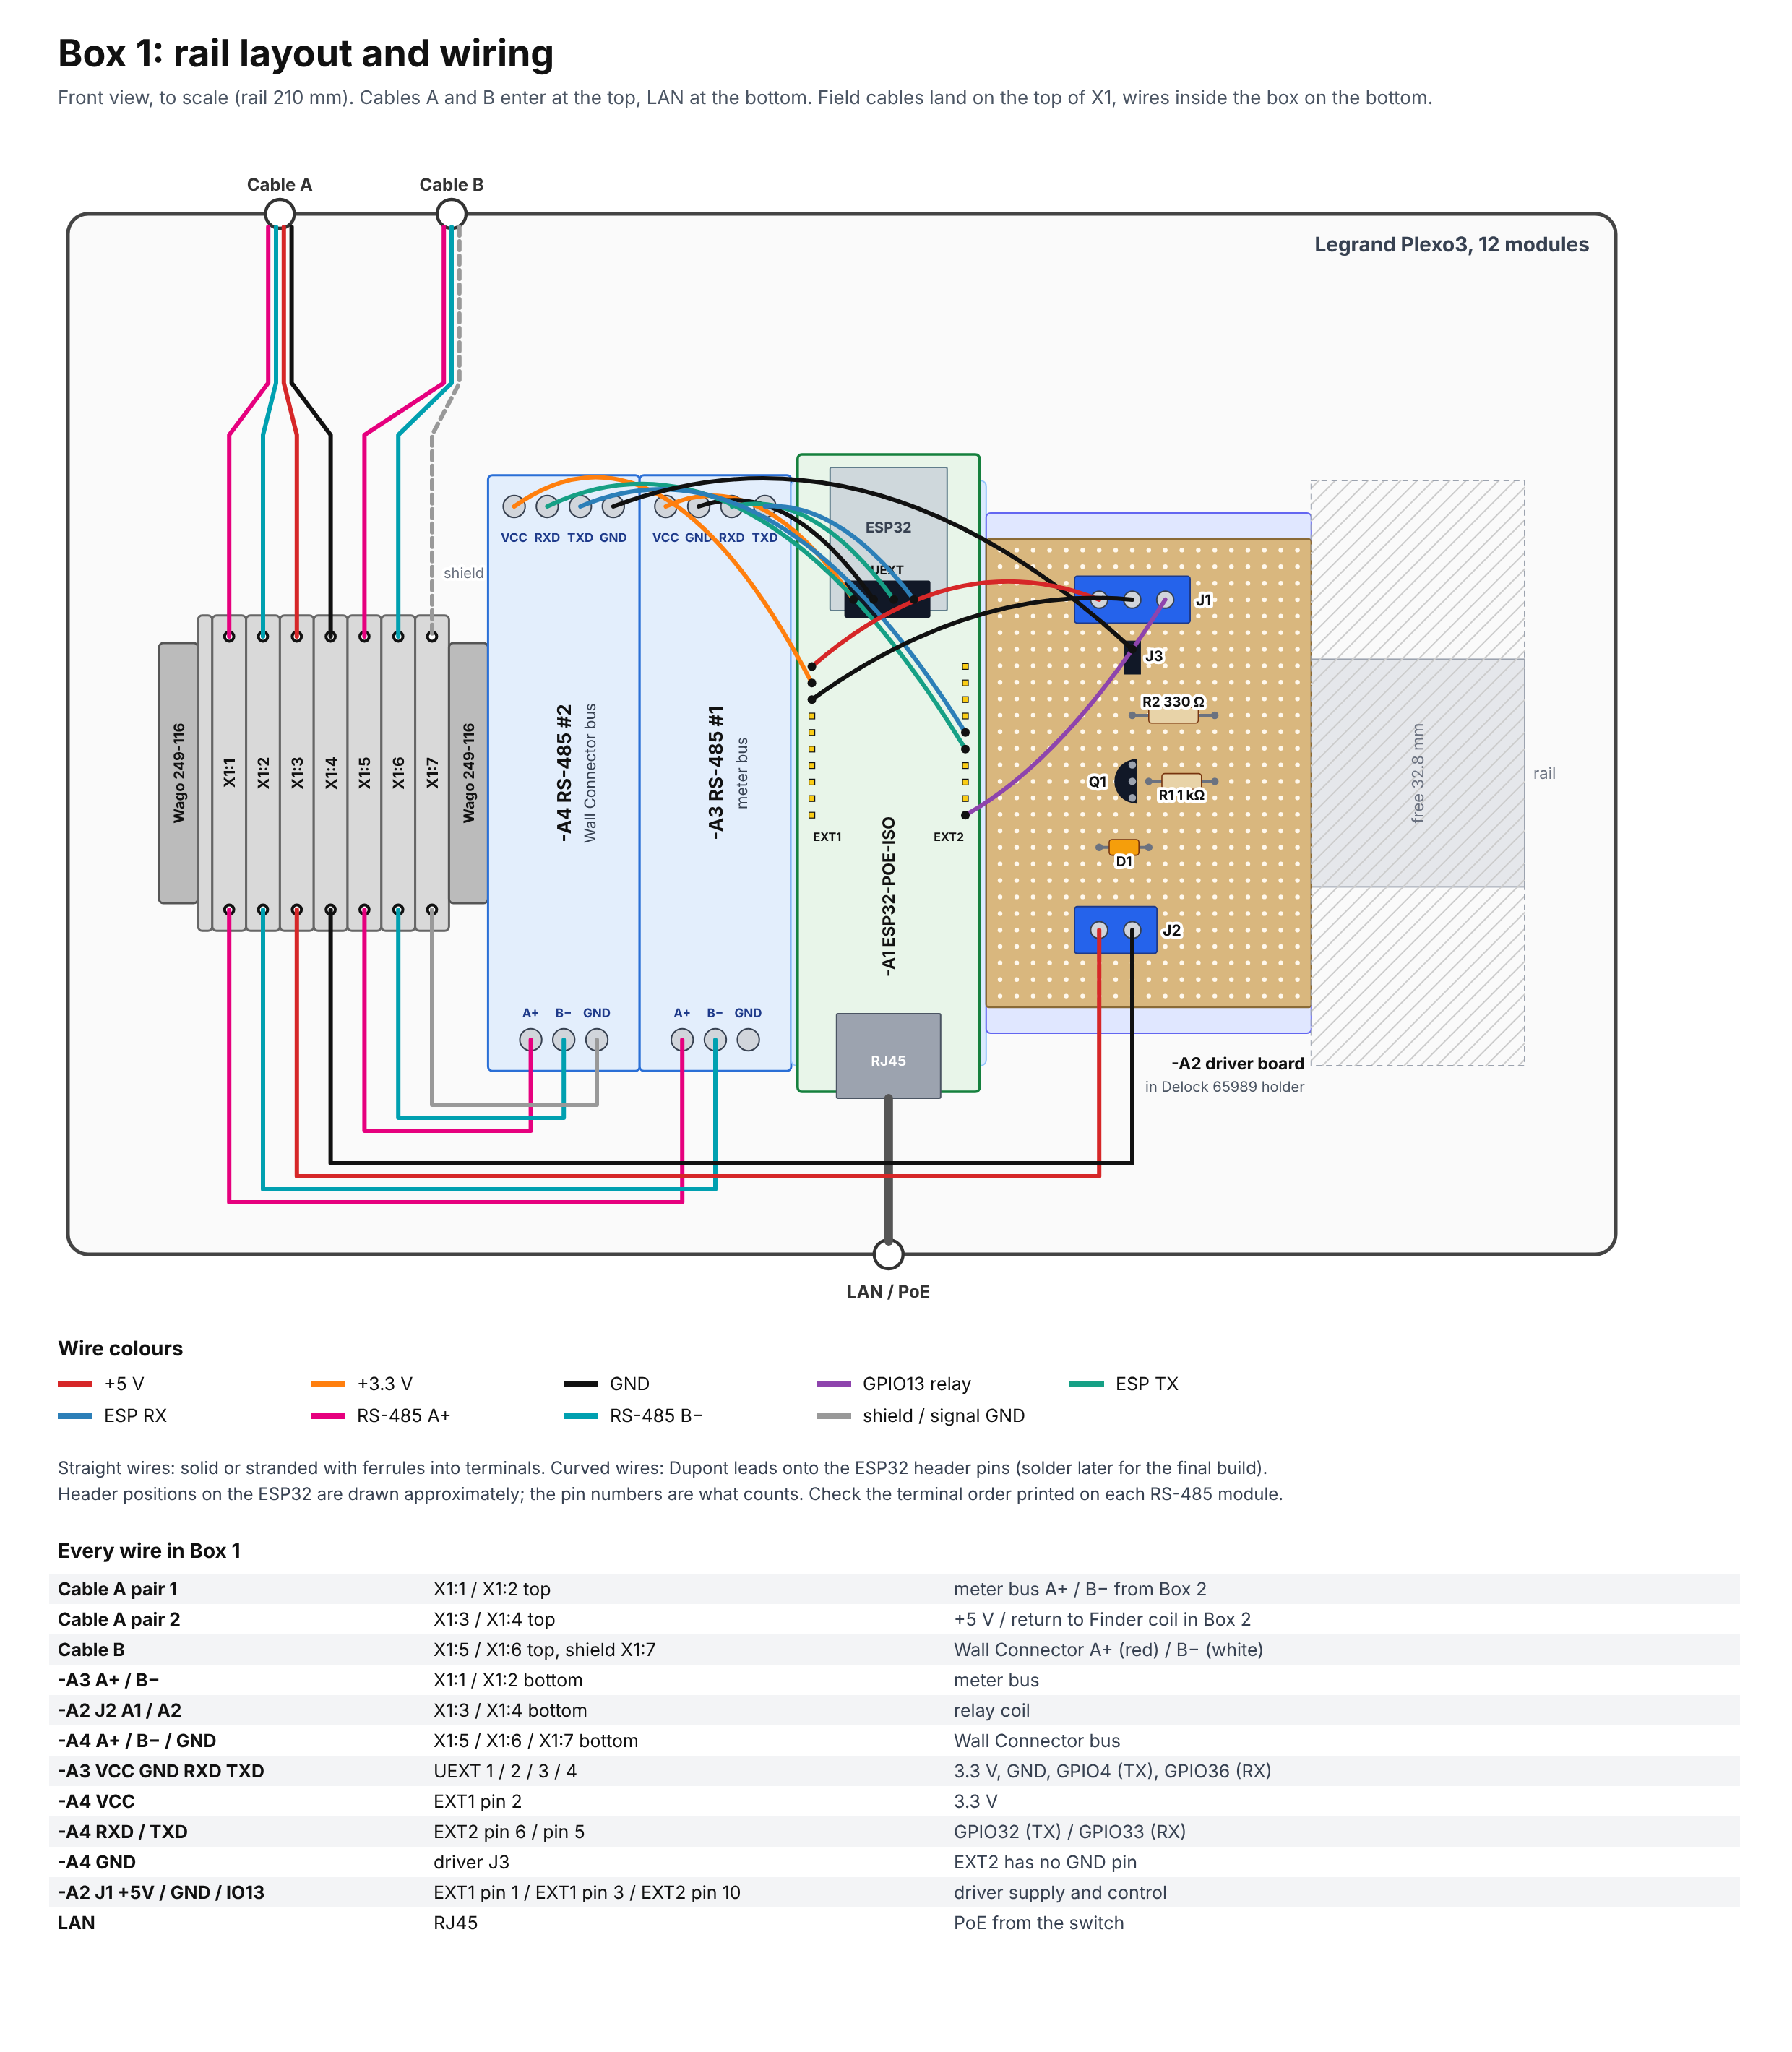 Box 1: rail layout and wiring
Front view, to scale (rail 210 mm). Cables A and B enter at the top, LAN at the bottom. Field cables land on the top of X1, wires inside the box on the bottom.
Cable A
Cable B
Legrand Plexo3, 12 modules
shield
VCC RXD TXD GND
VCC GND RXD TXD
ESP32
UEXT
J1
J3
R2 330 Ω
Q1
R1 1 kΩ
D1
J2
Wago 249-116
X1:1
X1:2
X1:3
X1:4
X1:5
X1:6
X1:7
Wago 249-116
-A4 RS-485 #2
Wall Connector bus
-A3 RS-485 #1
meter bus
EXT1
EXT2
-A1 ESP32-POE-ISO
free 32.8 mm
rail
A+ B− GND
A+ B− GND
RJ45
-A2 driver board
in Delock 65989 holder
LAN / PoE
Wire colours
+5 V
+3.3 V
GND
GPIO13 relay
ESP TX
ESP RX
RS-485 A+
RS-485 B−
shield / signal GND
Straight wires: solid or stranded with ferrules into terminals. Curved wires: Dupont leads onto the ESP32 header pins (solder later for the final build).
Header positions on the ESP32 are drawn approximately; the pin numbers are what counts. Check the terminal order printed on each RS-485 module.
Every wire in Box 1
Cable A pair 1 X1:1 / X1:2 top meter bus A+ / B− from Box 2
Cable A pair 2 X1:3 / X1:4 top +5 V / return to Finder coil in Box 2
Cable B X1:5 / X1:6 top, shield X1:7 Wall Connector A+ (red) / B− (white)
-A3 A+ / B− X1:1 / X1:2 bottom meter bus
-A2 J2 A1 / A2 X1:3 / X1:4 bottom relay coil
-A4 A+ / B− / GND X1:5 / X1:6 / X1:7 bottom Wall Connector bus
-A3 VCC GND RXD TXD UEXT 1 / 2 / 3 / 4 3.3 V, GND, GPIO4 (TX), GPIO36 (RX)
-A4 VCC EXT1 pin 2 3.3 V
-A4 RXD / TXD EXT2 pin 6 / pin 5 GPIO32 (TX) / GPIO33 (RX)
-A4 GND driver J3 EXT2 has no GND pin
-A2 J1 +5V / GND / IO13 EXT1 pin 1 / EXT1 pin 3 / EXT2 pin 10 driver supply and control
LAN RJ45 PoE from the switch